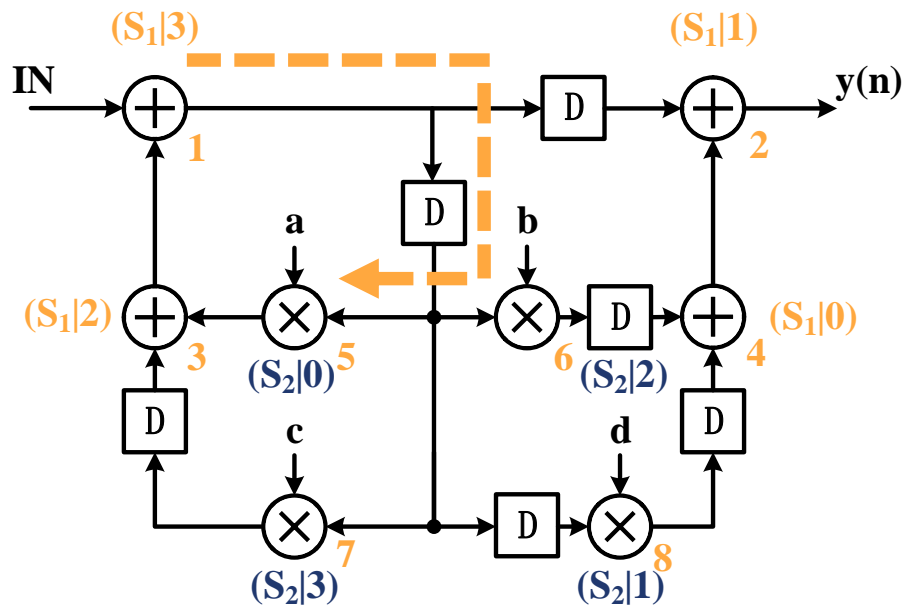 (S₁|3)
(S₁|1)
IN
D
y(n)
1
2
D
a
b
(S₁|2)
D
(S₁|0)
3
5
6
4
(S₂|0)
(S₂|2)
D
D
c
d
D
7
8
(S₂|3)
(S₂|1)